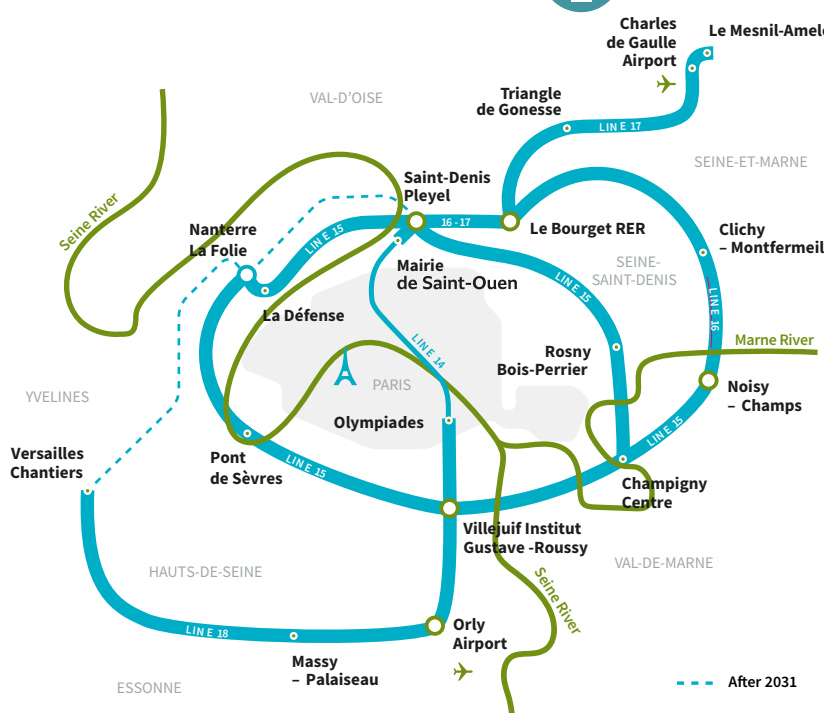 Charles
de Gaulle
Airport
Le Mesnil-Amelo
Triangle
de Gonesse
VAL-D'OISE
LINE 17
SEINE-ET-MARNE
Saint-Denis
Pleyel
Seine River
Nanterre
La Folie
LINE 15
16 - 17
Le Bourget RER
Clichy
– Montfermeil
Mairie
de Saint-Ouen
SEINE-
SAINT-DENIS
LINE 15
LINE 16
La Défense
LINE 14
Rosny
Bois-Perrier
Marne River
PARIS
YVELINES
Noisy
– Champs
Olympiades
LINE 15
Versailles
Chantiers
Pont
de Sèvres
LINE 15
Champigny
Centre
Villejuif Institut
Gustave -Roussy
HAUTS-DE-SEINE
VAL-DE-MARNE
Seine River
LINE 18
Orly
Airport
Massy
– Palaiseau
ESSONNE
After 2031